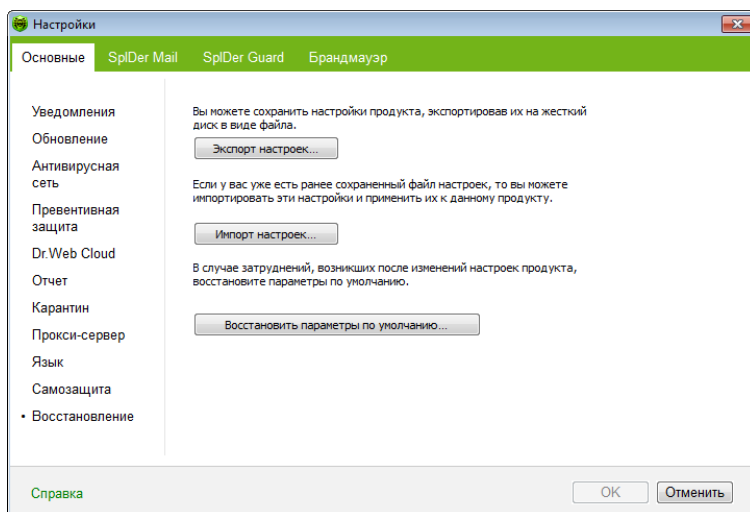 Настройки
Основные SpIDer Mail SpIDer Guard Брандмауэр
Уведомления
Обновление
Антивирусная
сеть
Превентивная
защита
Dr.Web Cloud
Отчет
Карантин
Прокси-сервер
Язык
Самозащита
• Восстановление
Вы можете сохранить настройки продукта, экспортировав их на жесткий
диск в виде файла.
Экспорт настроек...
Если у вас уже есть ранее сохраненный файл настроек, то вы можете
импортировать эти настройки и применить их к данному продукту.
Импорт настроек...
В случае затруднений, возникших после изменений настроек продукта,
восстановите параметры по умолчанию.
Восстановить параметры по умолчанию...
Справка
OK Отменить